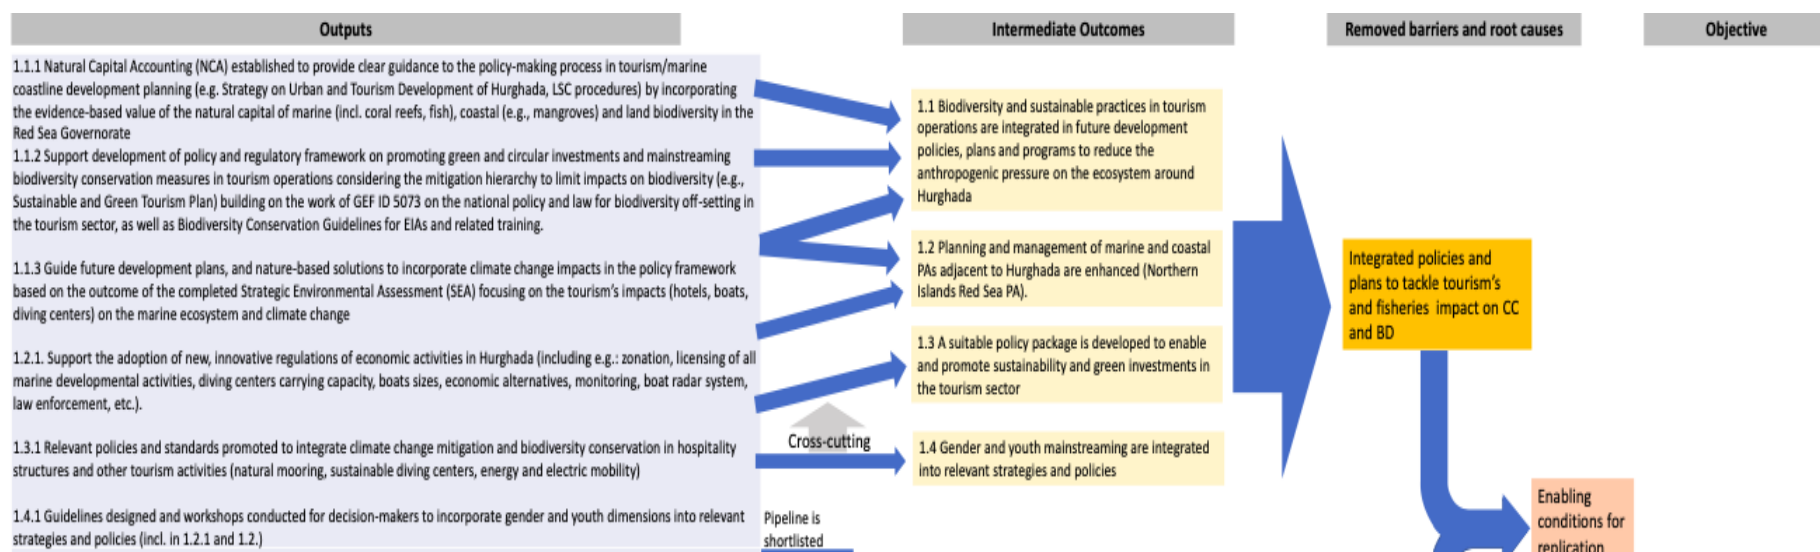 Outputs
Intermediate Outcomes
Removed barriers and root causes
Objective
1.1.1 Natural Capital Accounting (NCA) established to provide clear guidance to the policy-making process in tourism/marine
coastline development planning (e.g. Strategy on Urban and Tourism Development of Hurghada, LSC procedures) by incorporating
the evidence-based value of the natural capital of marine (incl. coral reefs, fish), coastal (e.g., mangroves) and land biodiversity in the
Red Sea Governorate
1.1.2 Support development of policy and regulatory framework on promoting green and circular investments and mainstreaming
biodiversity conservation measures in tourism operations considering the mitigation hierarchy to limit impacts on biodiversity (e.g.,
Sustainable and Green Tourism Plan) building on the work of GEF ID 5073 on the national policy and law for biodiversity off-setting in
the tourism sector, as well as Biodiversity Conservation Guidelines for EIAs and related training.
1.1.3 Guide future development plans, and nature-based solutions to incorporate climate change impacts in the policy framework
based on the outcome of the completed Strategic Environmental Assessment (SEA) focusing on the tourism's impacts (hotels, boats,
diving centers) on the marine ecosystem and climate change
1.2.1. Support the adoption of new, innovative regulations of economic activities in Hurghada (including e.g.: zonation, licensing of all
marine developmental activities, diving centers carrying capacity, boats sizes, economic alternatives, monitoring, boat radar system,
law enforcement, etc.).
1.3.1 Relevant policies and standards promoted to integrate climate change mitigation and biodiversity conservation in hospitality
structures and other tourism activities (natural mooring, sustainable diving centers, energy and electric mobility)
1.4.1 Guidelines designed and workshops conducted for decision-makers to incorporate gender and youth dimensions into relevant
strategies and policies (incl. in 1.2.1 and 1.2.)
Cross-cutting
Pipeline is
shortlisted
1.1 Biodiversity and sustainable practices in tourism
operations are integrated in future development
policies, plans and programs to reduce the
anthropogenic pressure on the ecosystem around
Hurghada
1.2 Planning and management of marine and coastal
PAs adjacent to Hurghada are enhanced (Northern
Islands Red Sea PA).
1.3 A suitable policy package is developed to enable
and promote sustainability and green investments in
the tourism sector
1.4 Gender and youth mainstreaming are integrated
into relevant strategies and policies
Integrated policies and
plans to tackle tourism's
and fisheries impact on CC
and BD
Enabling
conditions for
replication